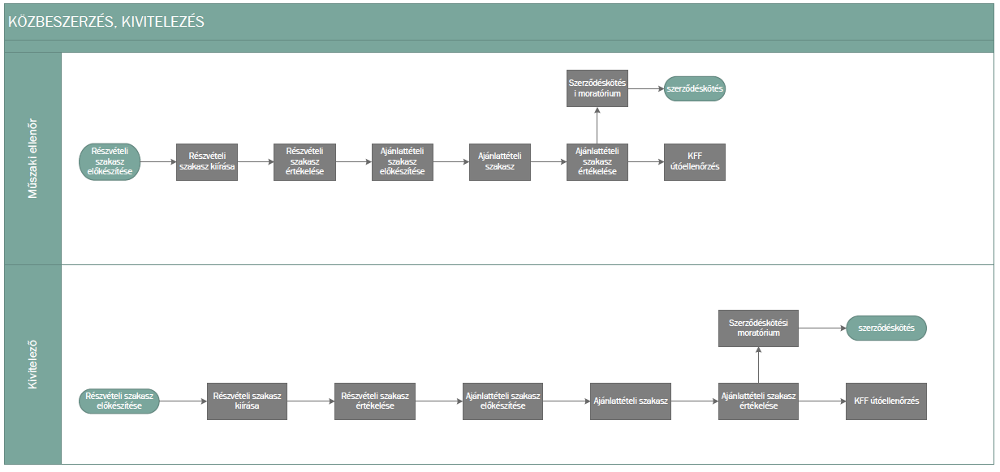 KÖZBESZERZÉS, KIVITELEZÉS
Műszaki ellenőr
Szerződéskötés
i moratórium
szerződéskötés
Részvételi
szakasz
előkészítése
Részvételi
szakasz kiírása
Részvételi
szakasz
értékelése
Ajánlattételi
szakasz
előkészítése
Ajánlattételi
szakasz
Ajánlattételi
szakasz
értékelése
KFF
útóellenőrzés
Kivitelező
Szerződéskötési
moratórium
szerződéskötés
Részvételi szakasz
előkészítése
Részvételi szakasz
kiírása
Részvételi szakasz
értékelése
Ajánlattételi szakasz
előkészítése
Ajánlattételi szakasz
Ajánlattételi szakasz
értékelése
KFF útóellenőrzés